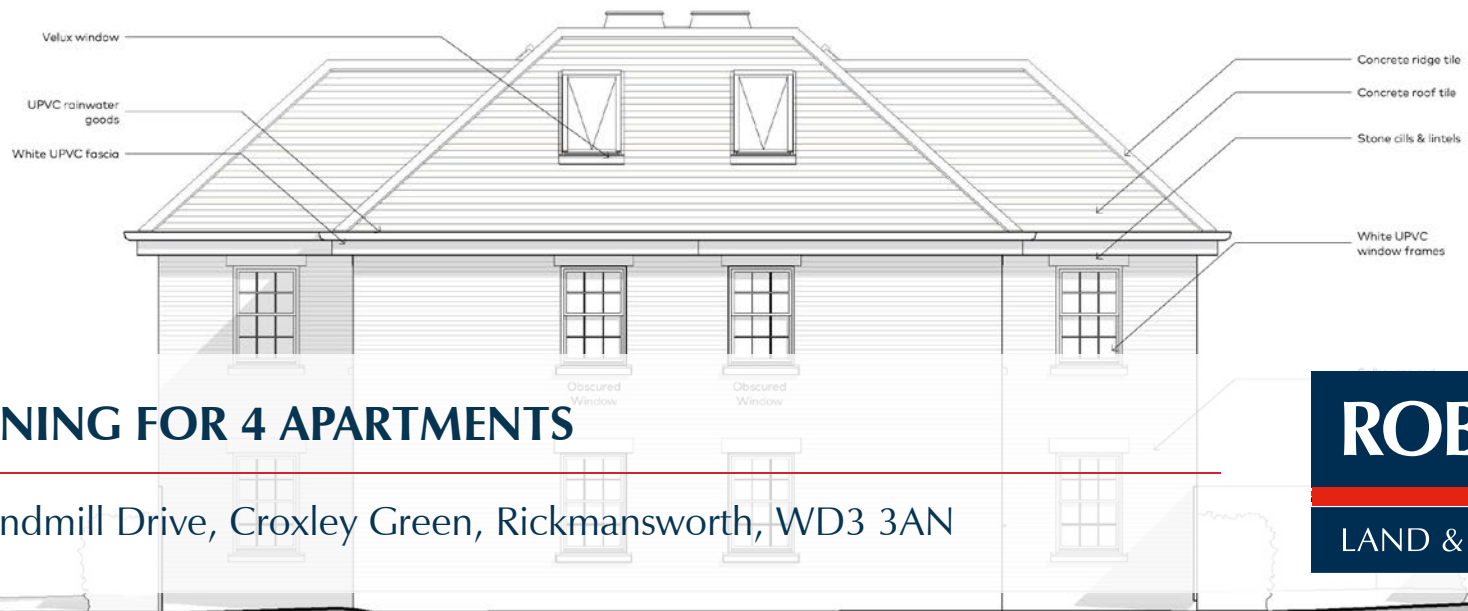 Velux window
UPVC rainwater
goods
White UPVC fascia
Concrete ridge tile
Concrete roof tile
Stone cills & lintels
White UPVC
window frames
Obscured
Window
Obscured
Window
NING FOR 4 APARTMENTS
ndmill Drive, Croxley Green, Rickmansworth, WD3 3AN
ROB
LAND &